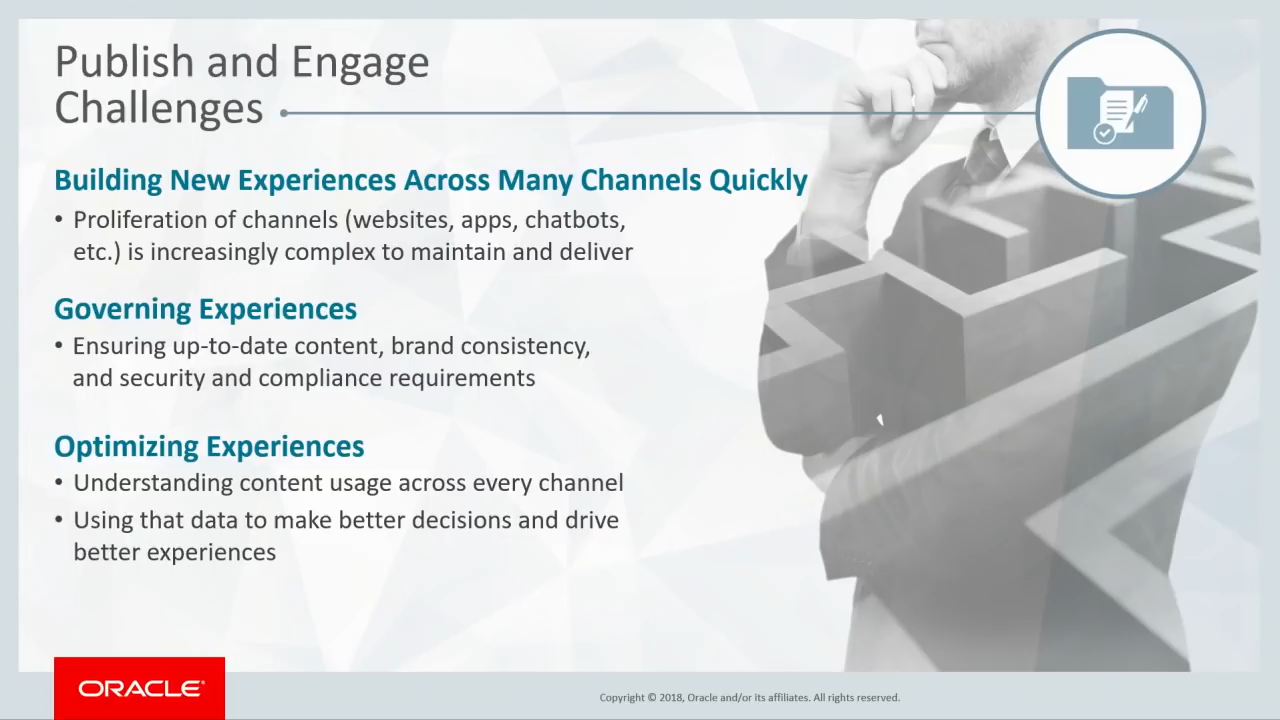 Publish and Engage
Challenges
Building New Experiences Across Many Channels Quickly
• Proliferation of channels (websites, apps, chatbots,
etc.) is increasingly complex to maintain and deliver
Governing Experiences
• Ensuring up-to-date content, brand consistency,
and security and compliance requirements
Optimizing Experiences
• Understanding content usage across every channel
• Using that data to make better decisions and drive
better experiences
ORACLE®
Copyright © 2018, Oracle and/or its affiliates. All rights reserved.